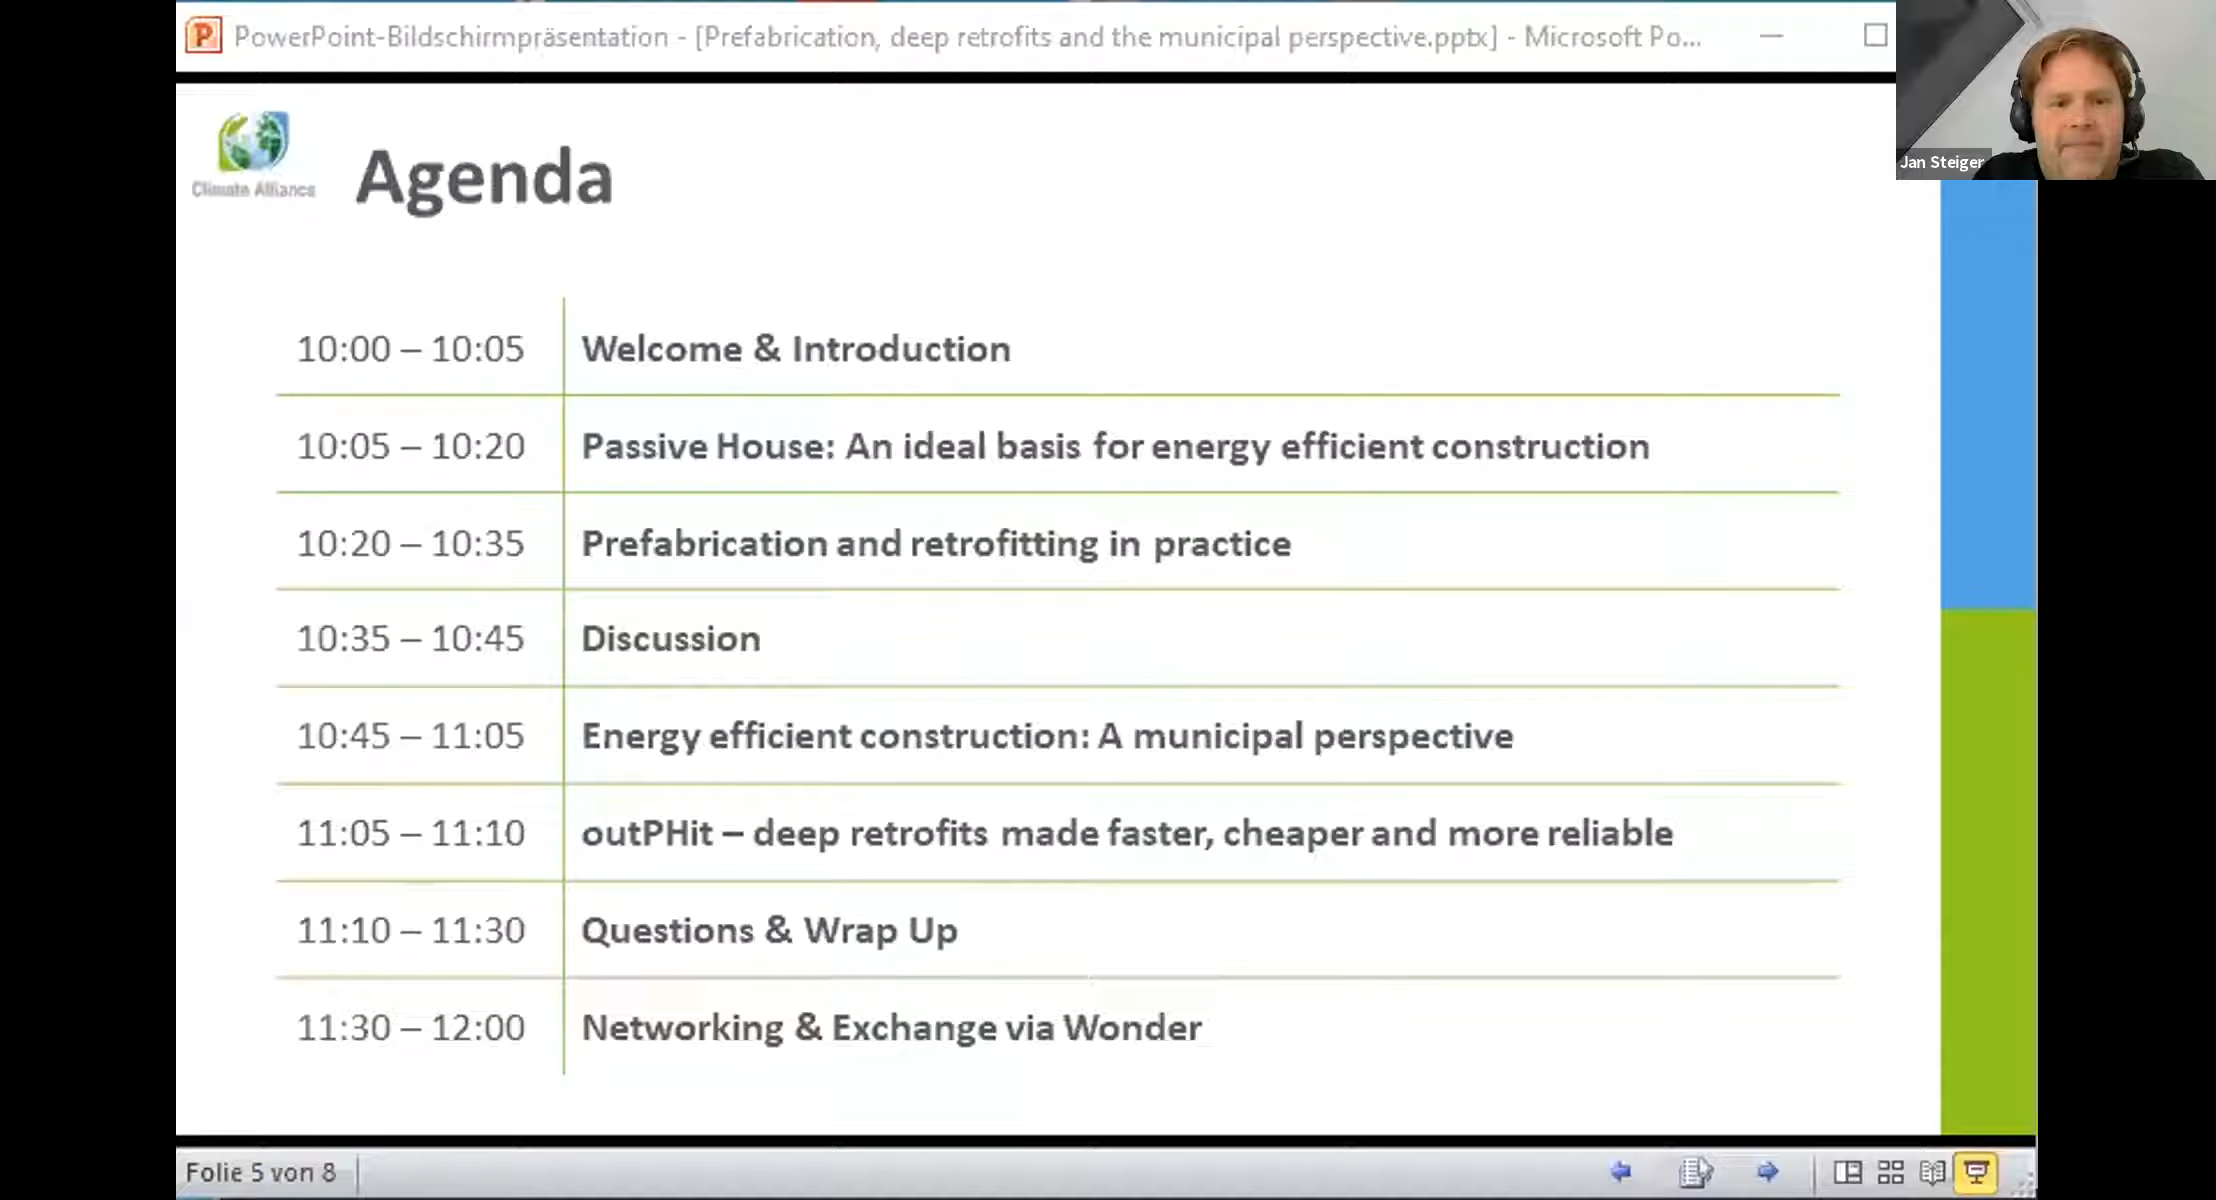 PowerPoint-Bildschirmpräsentation - [Prefabrication, deep retrofits and the municipal perspective.pptx] - Microsoft Po...
Jan Steiger
Climate Alliance
Agenda
10:00 – 10:05 Welcome & Introduction
10:05 – 10:20 Passive House: An ideal basis for energy efficient construction
10:20 – 10:35 Prefabrication and retrofitting in practice
10:35 – 10:45 Discussion
10:45 – 11:05 Energy efficient construction: A municipal perspective
11:05 – 11:10 outPHit – deep retrofits made faster, cheaper and more reliable
11:10 – 11:30 Questions & Wrap Up
11:30 – 12:00 Networking & Exchange via Wonder
Folie 5 von 8